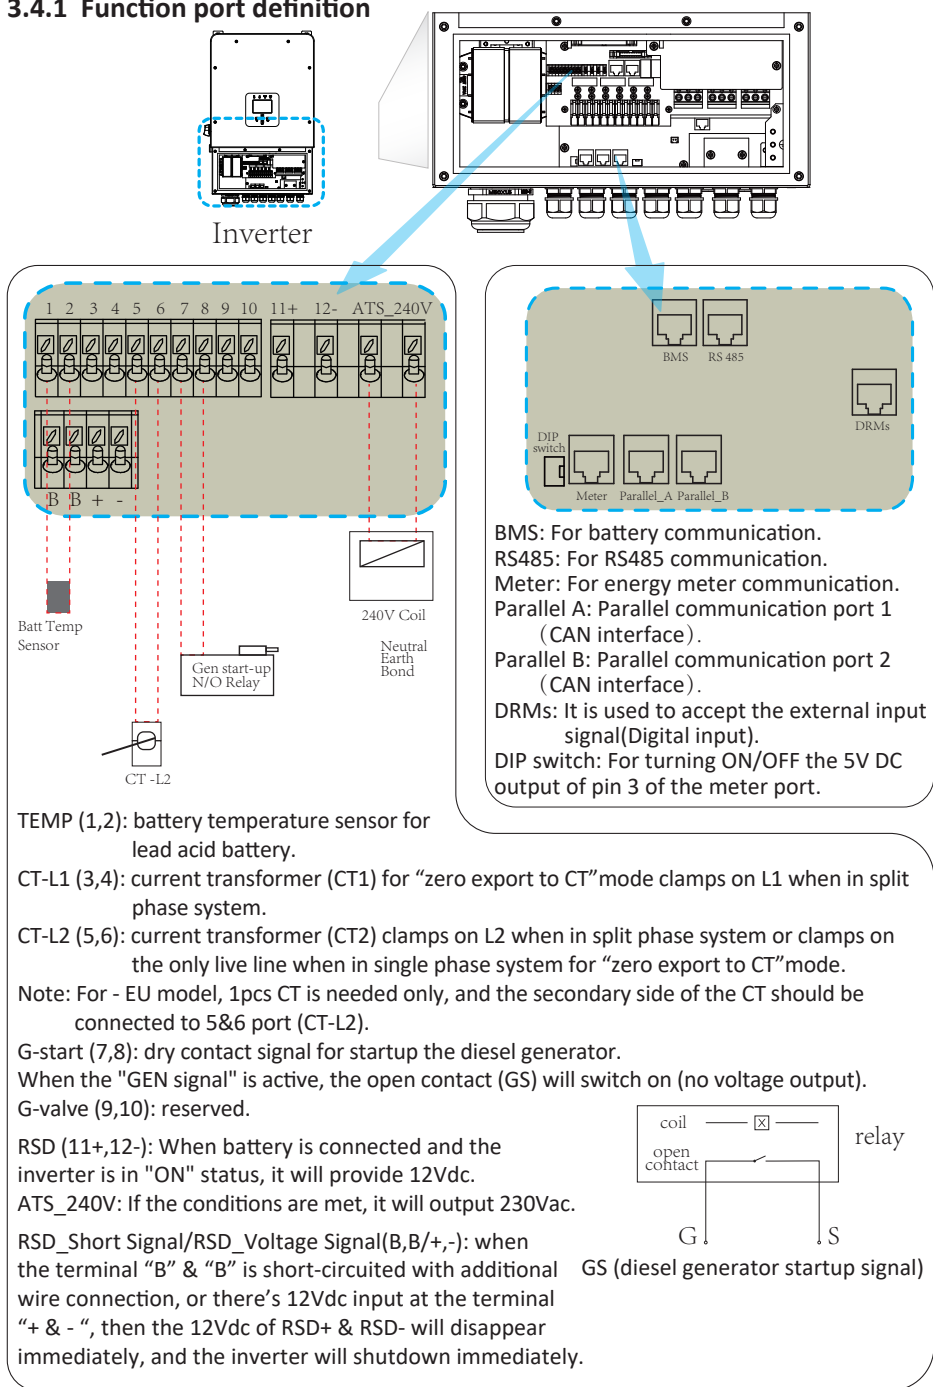 3.4.1 Function port definition
Inverter
1 2 3 4 5 6 7 8 9 10 11+ 12- ATS_240V
B B + -
Batt Temp
Sensor
CT -L2
Gen start-up
N/O Relay
240V Coil
Neutral
Earth
Bond
BMS RS 485
DRMs
DIP
switch
Meter Parallel_A Parallel_B
BMS: For battery communication.
RS485: For RS485 communication.
Meter: For energy meter communication.
Parallel A: Parallel communication port 1
（CAN interface）.
Parallel B: Parallel communication port 2
（CAN interface）.
DRMs: It is used to accept the external input
signal(Digital input).
DIP switch: For turning ON/OFF the 5V DC
output of pin 3 of the meter port.
TEMP (1,2): battery temperature sensor for
lead acid battery.
CT-L1 (3,4): current transformer (CT1) for “zero export to CT”mode clamps on L1 when in split
phase system.
CT-L2 (5,6): current transformer (CT2) clamps on L2 when in split phase system or clamps on
the only live line when in single phase system for “zero export to CT”mode.
Note: For - EU model, 1pcs CT is needed only, and the secondary side of the CT should be
connected to 5&6 port (CT-L2).
G-start (7,8): dry contact signal for startup the diesel generator.
When the "GEN signal" is active, the open contact (GS) will switch on (no voltage output).
G-valve (9,10): reserved.
RSD (11+,12-): When battery is connected and the
inverter is in "ON" status, it will provide 12Vdc.
ATS_240V: If the conditions are met, it will output 230Vac.
RSD_Short Signal/RSD_Voltage Signal(B,B/+,-): when
the terminal “B” & “B” is short-circuited with additional
wire connection, or there’s 12Vdc input at the terminal
“+ & - “, then the 12Vdc of RSD+ & RSD- will disappear
immediately, and the inverter will shutdown immediately.
coil X
open
contact
relay
G S
GS (diesel generator startup signal)